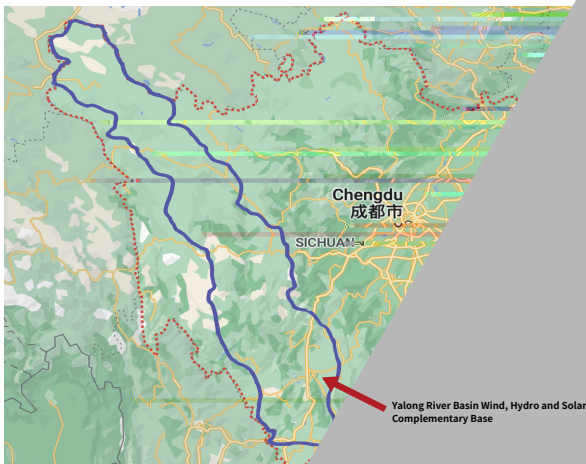 Chengdu
成都市
SICHUAN
Yalong River Basin Wind, Hydro and Solar
Complementary Base